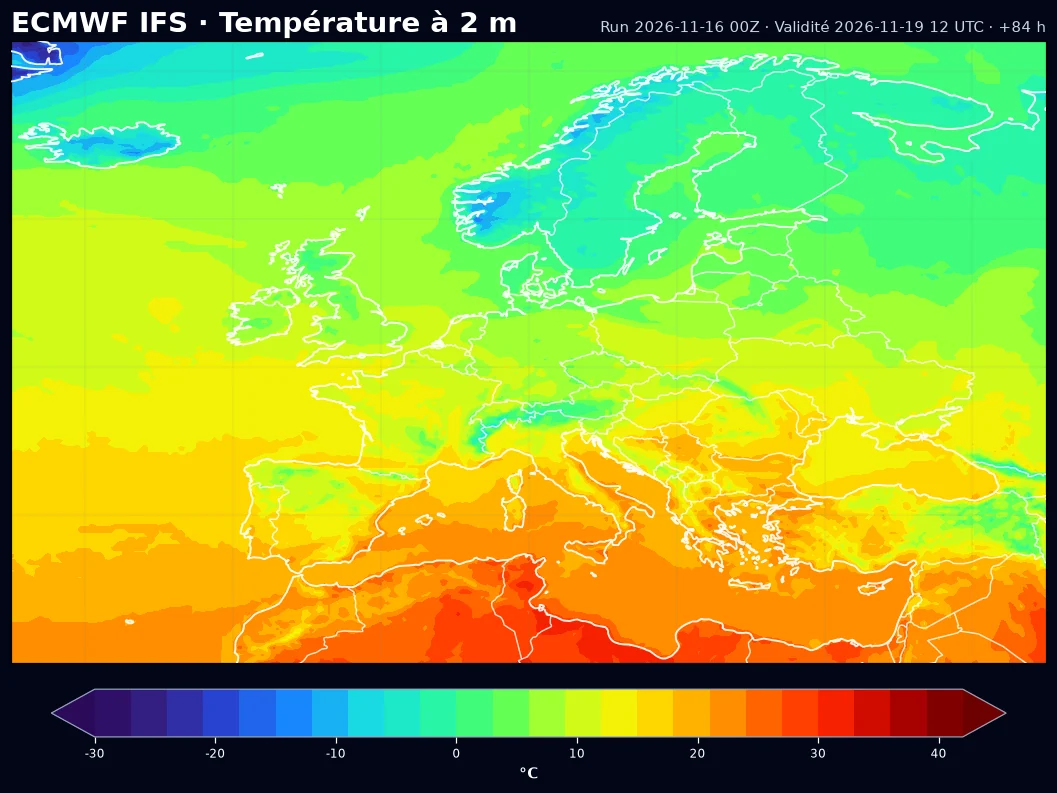 ECMWF IFS · Température à 2 m
Run 2026-11-16 00Z · Validité 2026-11-19 12 UTC · +84 h
-30 -20 -10 0 10 20 30 40
°C